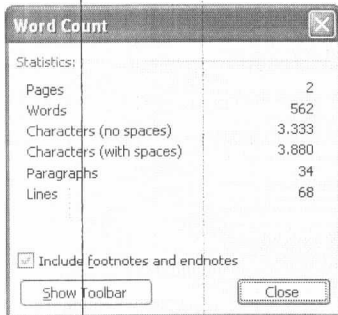 Word Count
Statistics:
Pages 2
Words 562
Characters (no spaces) 3.333
Characters (with spaces) 3.880
Paragraphs 34
Lines 68
Include footnotes and endnotes
Show Toolbar Close